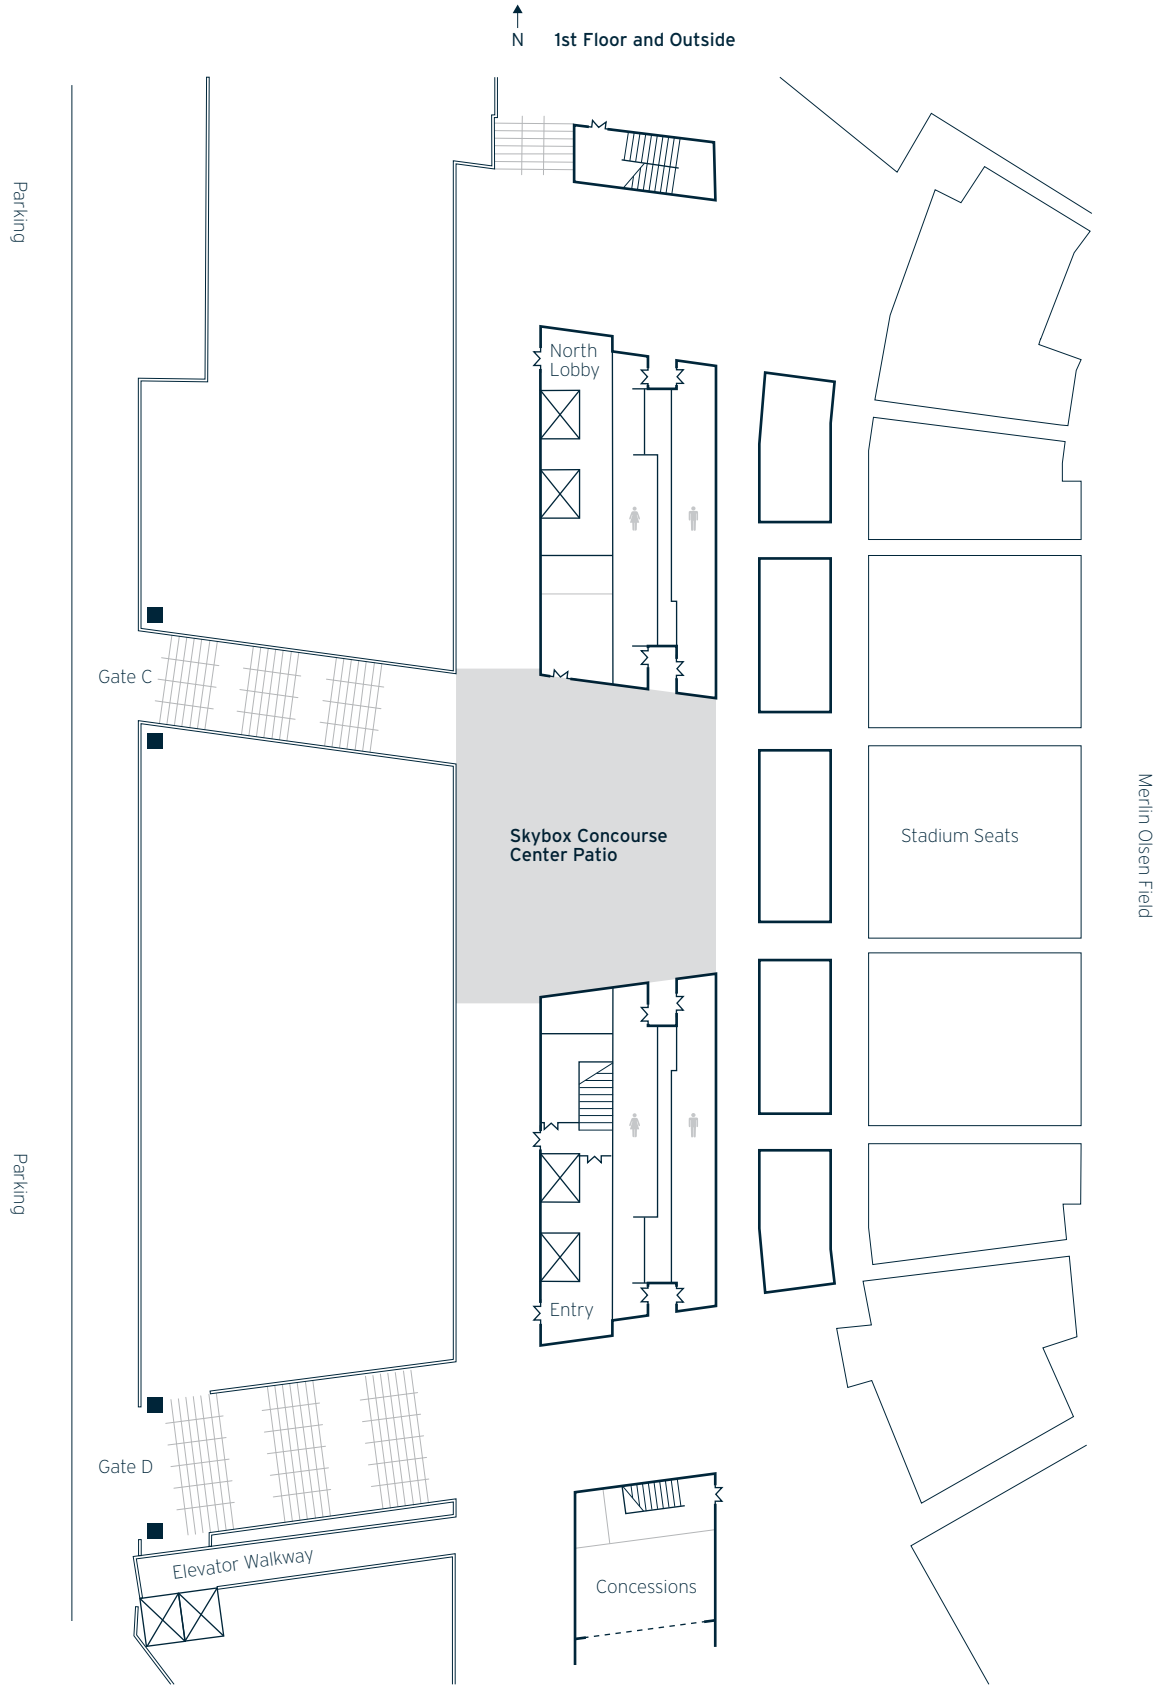 N
1st Floor and Outside
Parking
North
Lobby
Gate C
Skybox Concourse
Center Patio
Stadium Seats
Merlin Olsen Field
Parking
Entry
Gate D
Elevator Walkway
Concessions